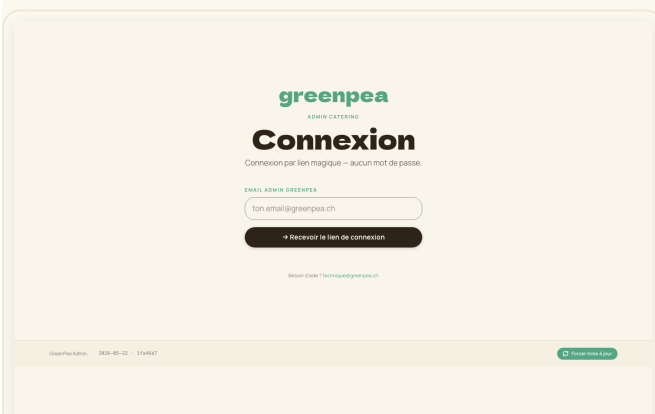 greenpea
ADMIN CATERING
Connexion
Connexion par lien magique — aucun mot de passe.
EMAIL ADMIN GREENPEA
ton.email@greenpea.ch
→ Recevoir le lien de connexion
Besoin d'aide ? technique@greenpea.ch
GreenPea Admin 2026-05-22 · 1fa46d7 Forcer mise à jour